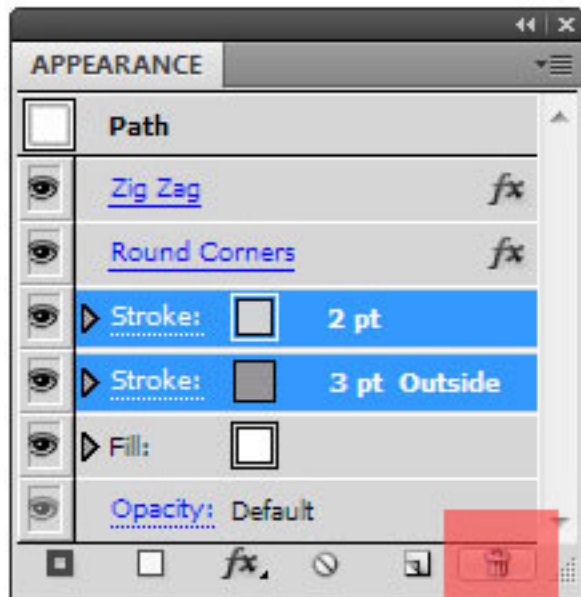 APPEARANCE
Path
Zig Zag fx
Round Corners fx
Stroke: 2 pt
Stroke: 3 pt Outside
Fill:
Opacity: Default
fx